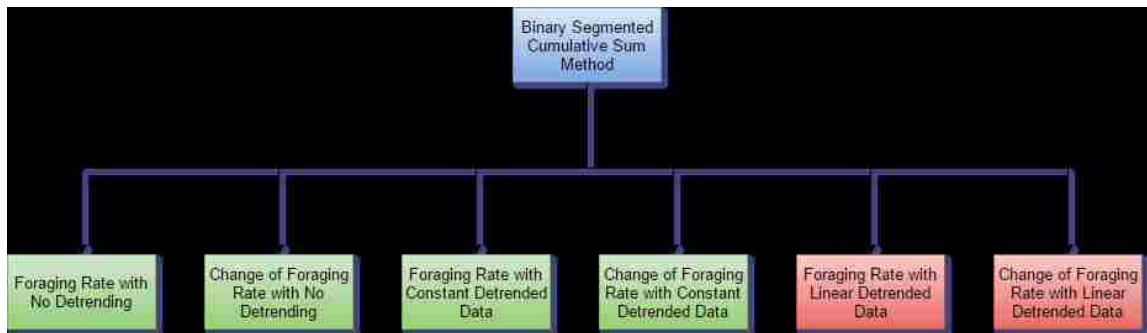 Binary Segmented
Cumulative Sum
Method
Foraging Rate with
No Detrending
Change of Foraging
Rate with No
Detrending
Foraging Rate with
Constant Detrended
Data
Change of Foraging
Rate with Constant
Detrended Data
Foraging Rate with
Linear Detrended
Data
Change of Foraging
Rate with Linear
Detrended Data